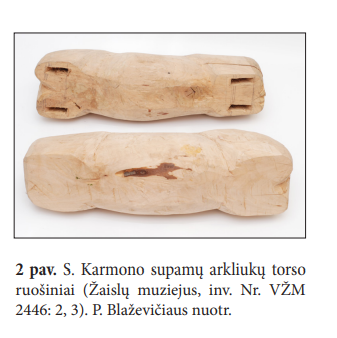 2 pav. S. Karmono supamų arkliukų torso
ruošiniai (Žaislų muziejus, inv. Nr. VŽM
2446: 2, 3). P. Blaževičiaus nuotr.